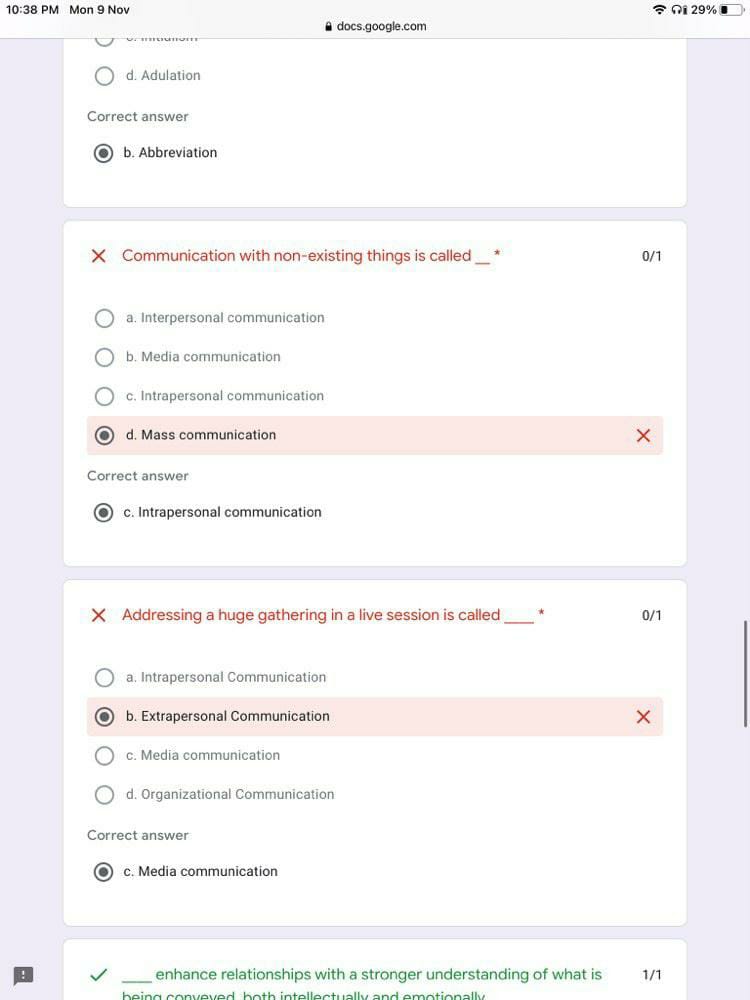 10:38 PM Mon 9 Nov 29%
docs.google.com
d. Adulation
Correct answer
b. Abbreviation
Communication with non-existing things is called __ * 0/1
a. Interpersonal communication
b. Media communication
c. Intrapersonal communication
d. Mass communication
Correct answer
c. Intrapersonal communication
Addressing a huge gathering in a live session is called ____ * 0/1
a. Intrapersonal Communication
b. Extrapersonal Communication
c. Media communication
d. Organizational Communication
Correct answer
c. Media communication
____ enhance relationships with a stronger understanding of what is 1/1
being conveyed, both intellectually and emotionally